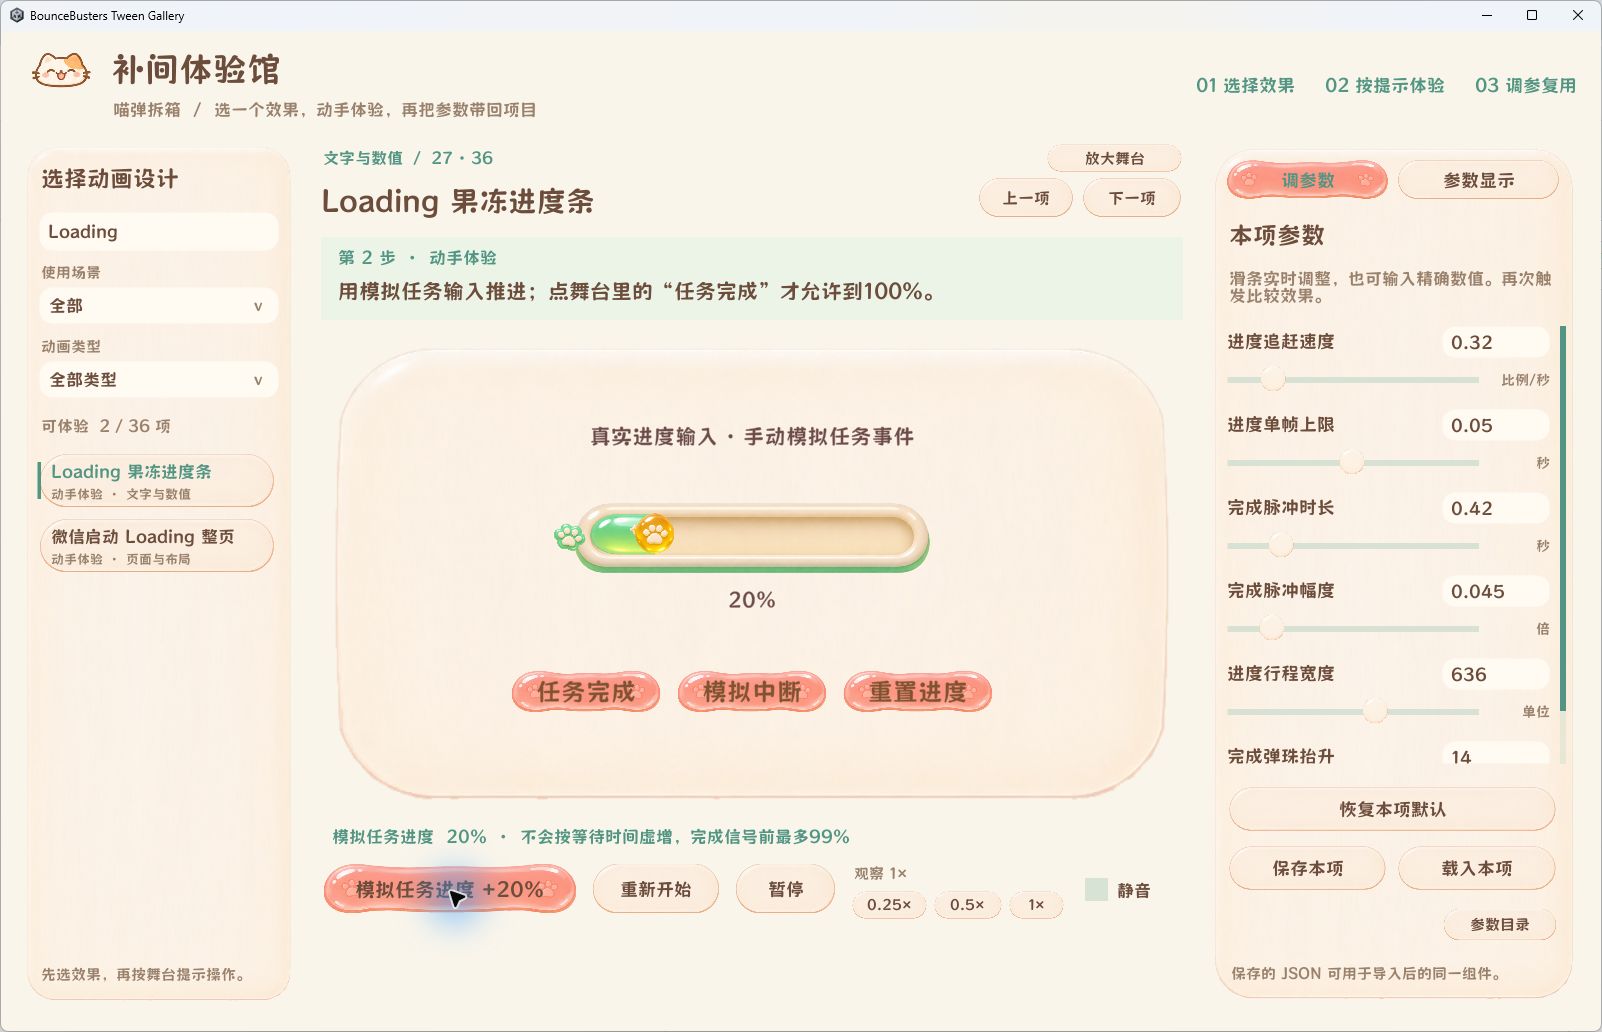 BounceBusters Tween Gallery
补间体验馆
喵弹拆箱 / 选一个效果，动手体验，再把参数带回项目
01 选择效果 02 按提示体验 03 调参复用
选择动画设计
Loading
使用场景
全部 v
动画类型
全部类型 v
可体验 2 / 36 项
Loading 果冻进度条
动手体验 · 文字与数值
微信启动 Loading 整页
动手体验 · 页面与布局
先选效果，再按舞台提示操作。
文字与数值 / 27 · 36
放大舞台
Loading 果冻进度条
上一项 下一项
第 2 步 · 动手体验
用模拟任务输入推进；点舞台里的“任务完成”才允许到100%。
真实进度输入 · 手动模拟任务事件
20%
任务完成 模拟中断 重置进度
模拟任务进度 20% · 不会按等待时间虚增，完成信号前最多99%
模拟任务进度 +20% 重新开始 暂停
观察 1×
0.25× 0.5× 1×
静音
调参数 参数显示
本项参数
滑条实时调整，也可输入精确数值。再次触
发比较效果。
进度追赶速度 0.32
比例/秒
进度单帧上限 0.05
秒
完成脉冲时长 0.42
秒
完成脉冲幅度 0.045
倍
进度行程宽度 636
单位
完成弹珠抬升 14
恢复本项默认
保存本项 载入本项
参数目录
保存的 JSON 可用于导入后的同一组件。